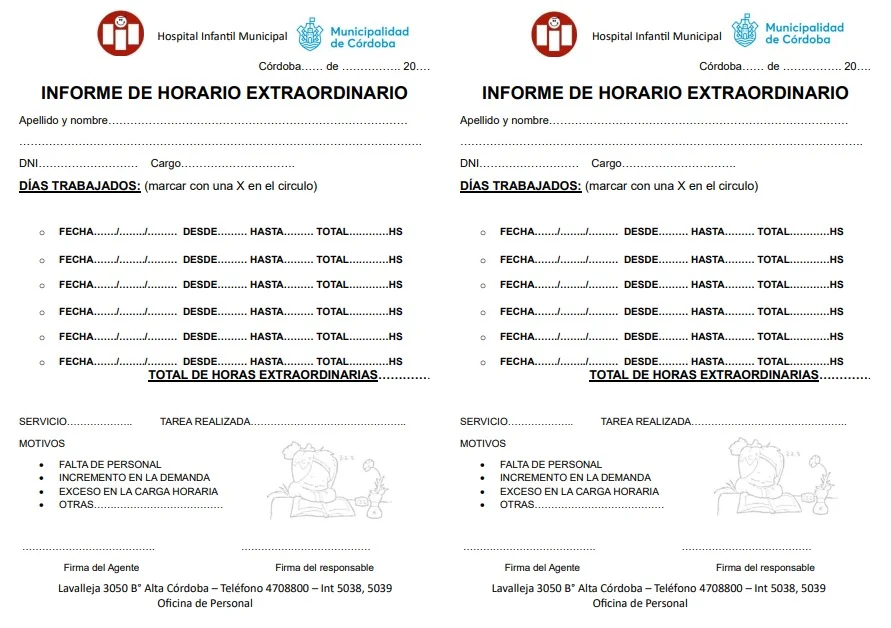 Hospital Infantil Municipal
Municipalidad
de Córdoba
Córdoba…… de …………… 20….
INFORME DE HORARIO EXTRAORDINARIO
Apellido y nombre………………………………………………………………………
…………………………………………………………………………………………………
DNI……………………… Cargo………………………….
DÍAS TRABAJADOS: (marcar con una X en el circulo)
○ FECHA……./……../……… DESDE……… HASTA……… TOTAL…………HS
○ FECHA……./……../……… DESDE……… HASTA……… TOTAL…………HS
○ FECHA……./……../……… DESDE……… HASTA……… TOTAL…………HS
○ FECHA……./……../……… DESDE……… HASTA……… TOTAL…………HS
○ FECHA……./……../……… DESDE……… HASTA……… TOTAL…………HS
○ FECHA……./……../……… DESDE……… HASTA……… TOTAL…………HS
TOTAL DE HORAS EXTRAORDINARIAS…………
SERVICIO……………….. TAREA REALIZADA…………………………………………..
MOTIVOS
• FALTA DE PERSONAL
• INCREMENTO EN LA DEMANDA
• EXCESO EN LA CARGA HORARIA
• OTRAS…………………………………
z z z
………………………………… …………………………………
Firma del Agente Firma del responsable
Lavalleja 3050 B° Alta Córdoba – Teléfono 4708800 – Int 5038, 5039
Oficina de Personal
Hospital Infantil Municipal
Municipalidad
de Córdoba
Córdoba…… de …………… 20….
INFORME DE HORARIO EXTRAORDINARIO
Apellido y nombre………………………………………………………………………
…………………………………………………………………………………………………
DNI……………………… Cargo………………………….
DÍAS TRABAJADOS: (marcar con una X en el circulo)
○ FECHA……./……../……… DESDE……… HASTA……… TOTAL…………HS
○ FECHA……./……../……… DESDE……… HASTA……… TOTAL…………HS
○ FECHA……./……../……… DESDE……… HASTA……… TOTAL…………HS
○ FECHA……./……../……… DESDE……… HASTA……… TOTAL…………HS
○ FECHA……./……../……… DESDE……… HASTA……… TOTAL…………HS
○ FECHA……./……../……… DESDE……… HASTA……… TOTAL…………HS
TOTAL DE HORAS EXTRAORDINARIAS…………
SERVICIO……………….. TAREA REALIZADA…………………………………………..
MOTIVOS
• FALTA DE PERSONAL
• INCREMENTO EN LA DEMANDA
• EXCESO EN LA CARGA HORARIA
• OTRAS…………………………………
z z z
………………………………… …………………………………
Firma del Agente Firma del responsable
Lavalleja 3050 B° Alta Córdoba – Teléfono 4708800 – Int 5038, 5039
Oficina de Personal